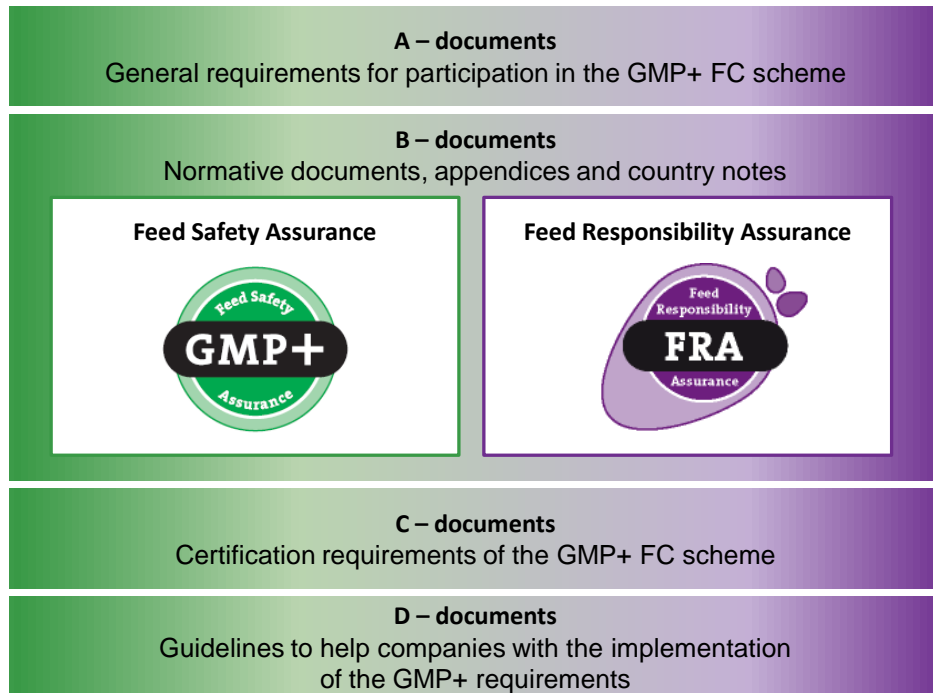 A – documents
General requirements for participation in the GMP+ FC scheme
B – documents
Normative documents, appendices and country notes
Feed Safety Assurance
Feed Safety
GMP+
Assurance
Feed Responsibility Assurance
Feed
Responsibility
FRA
Assurance
C – documents
Certification requirements of the GMP+ FC scheme
D – documents
Guidelines to help companies with the implementation
of the GMP+ requirements